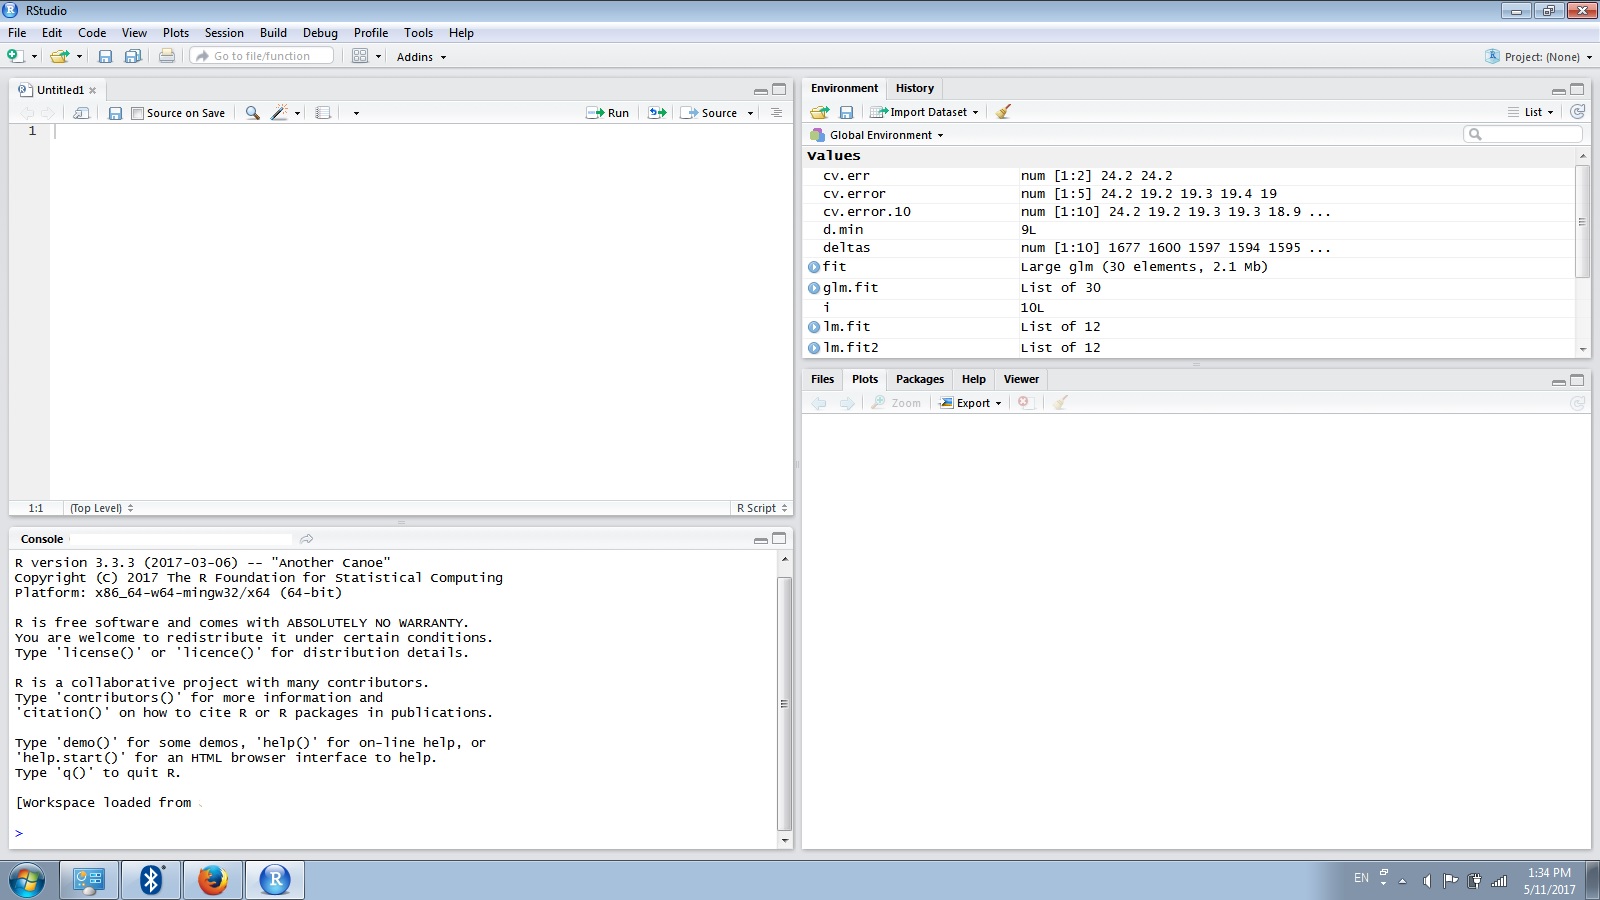 RStudio
File Edit Code View Plots Session Build Debug Profile Tools Help
Go to file/function Addins Project: (None)
Untitled1
Source on Save Run Source
1
1:1 (Top Level) R Script
Console
R version 3.3.3 (2017-03-06) -- "Another Canoe"
Copyright (C) 2017 The R Foundation for Statistical Computing
Platform: x86_64-w64-mingw32/x64 (64-bit)
R is free software and comes with ABSOLUTELY NO WARRANTY.
You are welcome to redistribute it under certain conditions.
Type 'license()' or 'licence()' for distribution details.
R is a collaborative project with many contributors.
Type 'contributors()' for more information and
'citation()' on how to cite R or R packages in publications.
Type 'demo()' for some demos, 'help()' for on-line help, or
'help.start()' for an HTML browser interface to help.
Type 'q()' to quit R.
[Workspace loaded from
>
Environment History
Import Dataset List
Global Environment
Values
cv.err num [1:2] 24.2 24.2
cv.error num [1:5] 24.2 19.2 19.3 19.4 19
cv.error.10 num [1:10] 24.2 19.2 19.3 19.3 18.9 ...
d.min 9L
deltas num [1:10] 1677 1600 1597 1594 1595 ...
fit Large glm (30 elements, 2.1 Mb)
glm.fit List of 30
i 10L
lm.fit List of 12
lm.fit2 List of 12
Files Plots Packages Help Viewer
Zoom Export
EN 1:34 PM
5/11/2017